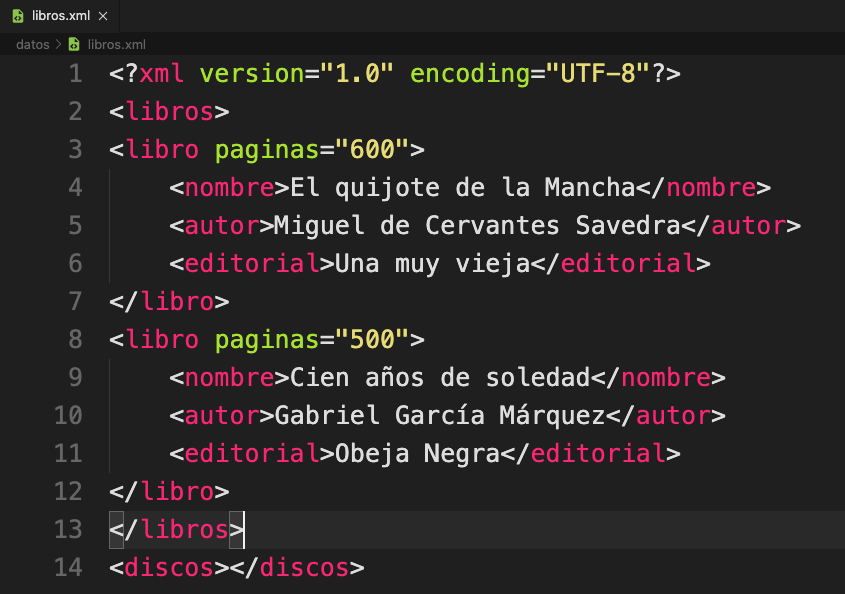 libros.xml ×
datos > libros.xml
1 <?xml version="1.0" encoding="UTF-8"?>
2 <libros>
3 <libro paginas="600">
4     <nombre>El quijote de la Mancha</nombre>
5     <autor>Miguel de Cervantes Savedra</autor>
6     <editorial>Una muy vieja</editorial>
7 </libro>
8 <libro paginas="500">
9     <nombre>Cien años de soledad</nombre>
10     <autor>Gabriel García Márquez</autor>
11     <editorial>Obeja Negra</editorial>
12 </libro>
13 </libros>
14 <discos></discos>